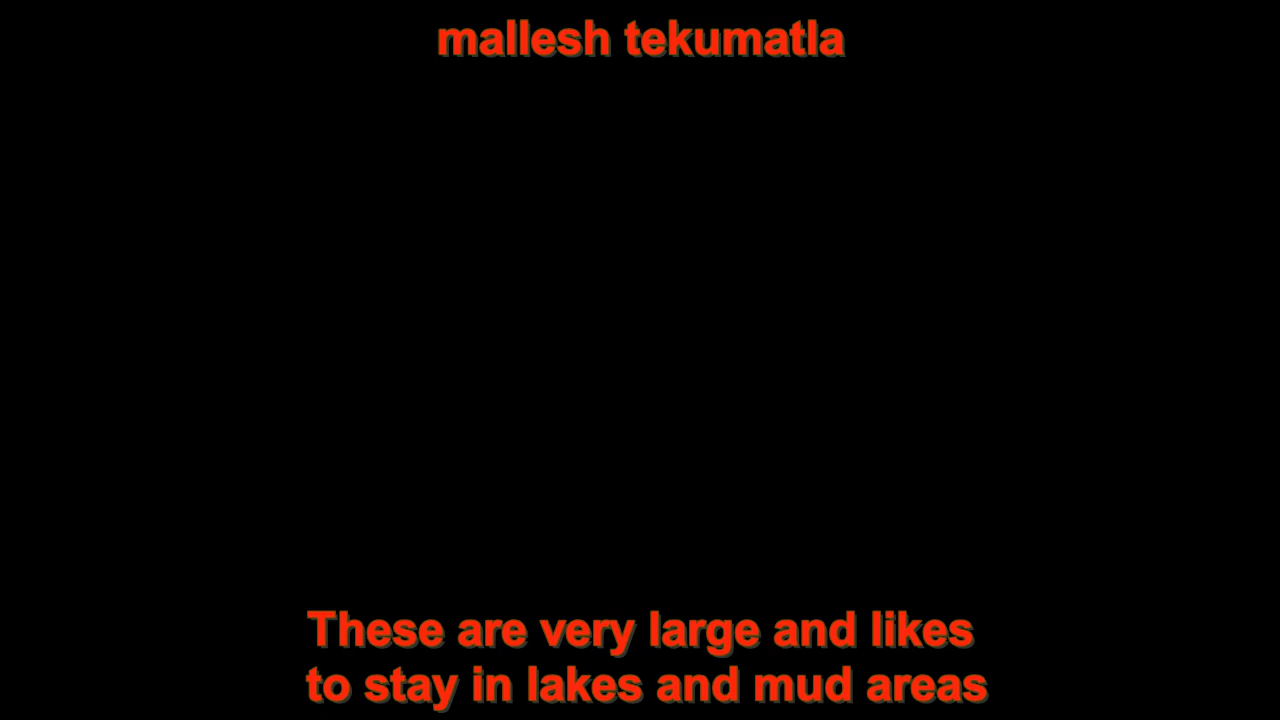 mallesh tekumatla
These are very large and likes
to stay in lakes and mud areas